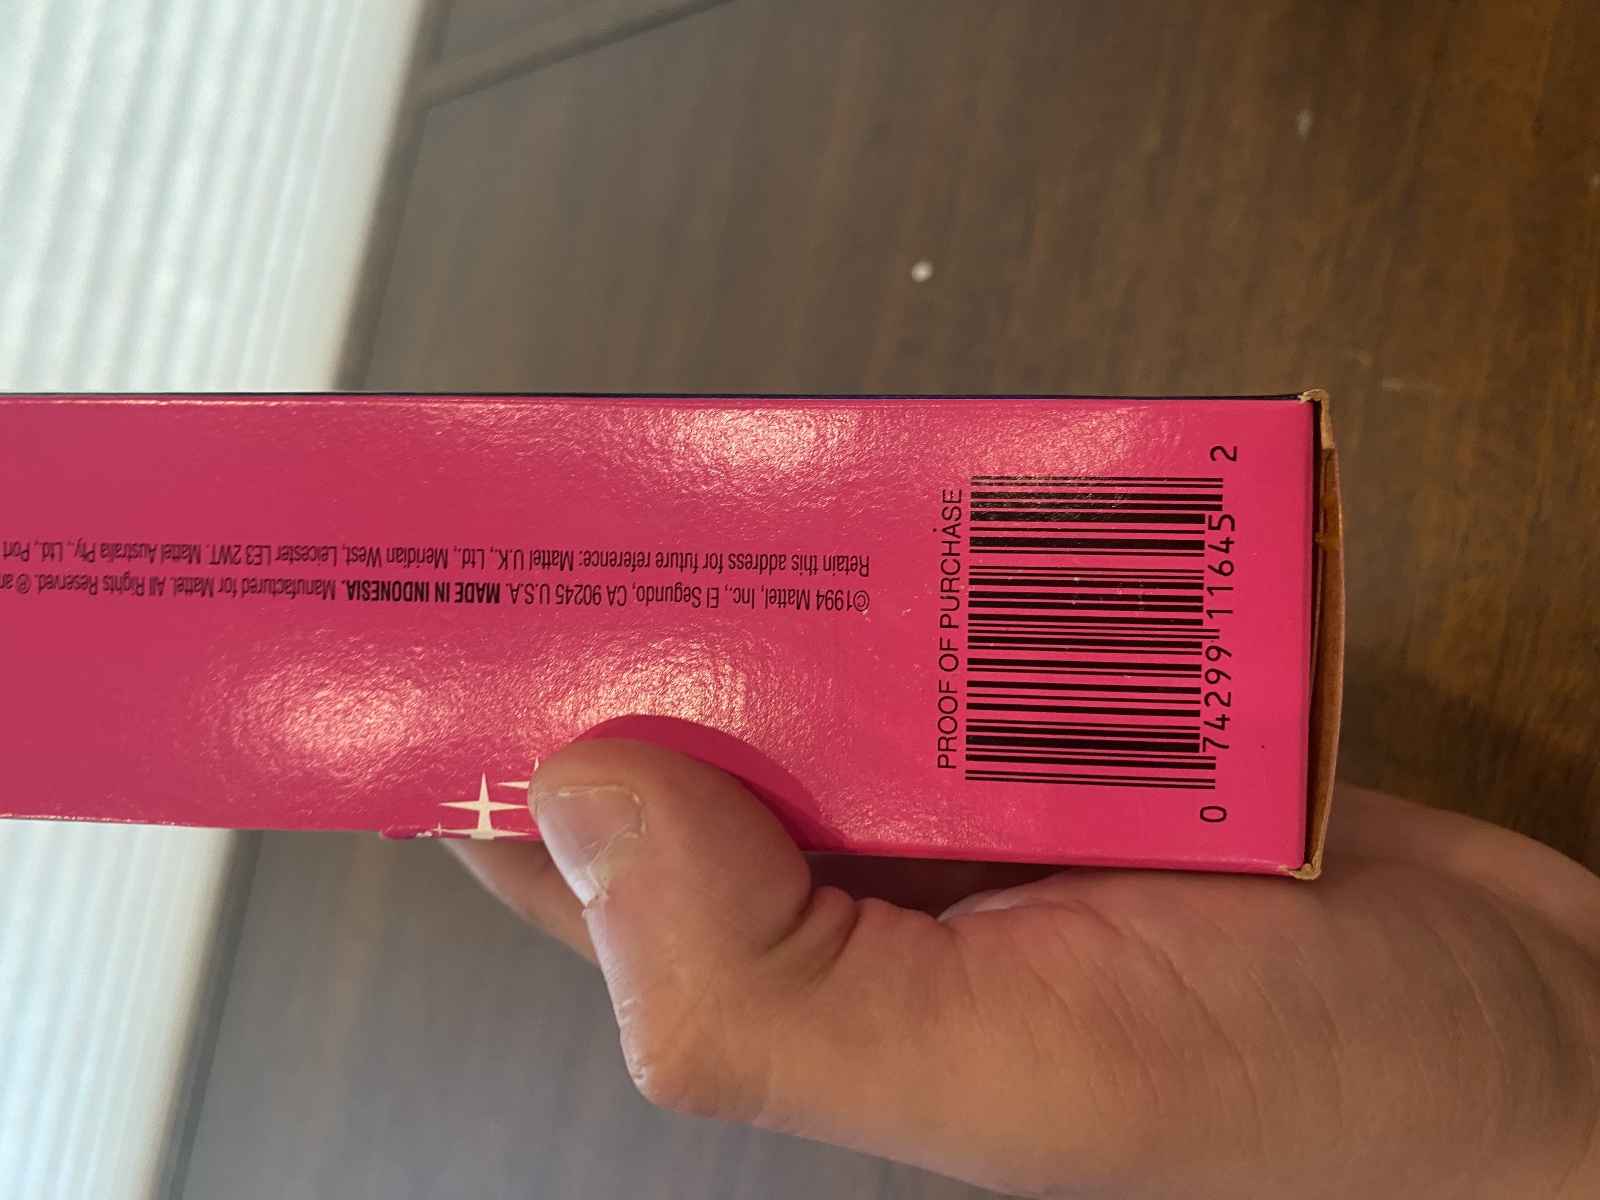 ©1994 Mattel, Inc., El Segundo, CA 90245 U.S.A. MADE IN INDONESIA. Manufactured for Mattel. All Rights Reserved. ®
Retain this address for future reference: Mattel U.K., Ltd., Meridian West, Leicester LE3 2WT. Mattel Australia Pty., Ltd., Port
PROOF OF PURCHASE
0 74299 11645 2